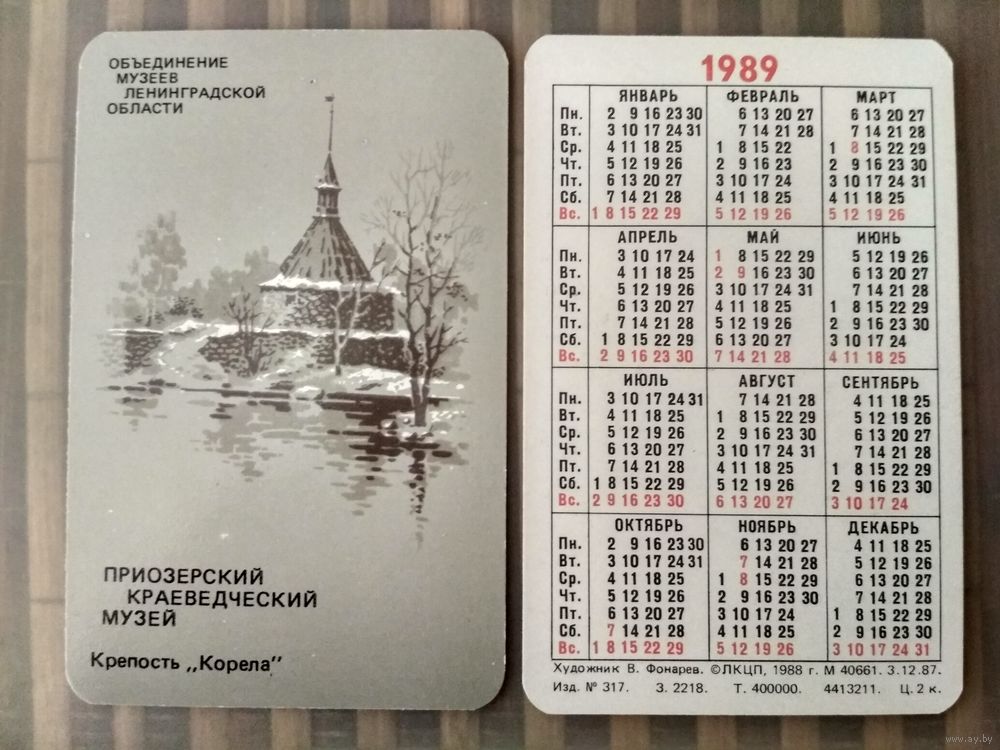 ОБЪЕДИНЕНИЕ
МУЗЕЕВ
ЛЕНИНГРАДСКОЙ
ОБЛАСТИ
ПРИОЗЕРСКИЙ
КРАЕВЕДЧЕСКИЙ
МУЗЕЙ
Крепость „Корела"
1989
ЯНВАРЬ ФЕВРАЛЬ МАРТ
Пн. 2 9 16 23 30 6 13 20 27 6 13 20 27
Вт. 3 10 17 24 31 7 14 21 28 7 14 21 28
Ср. 4 11 18 25 1 8 15 22 1 8 15 22 29
Чт. 5 12 19 26 2 9 16 23 2 9 16 23 30
Пт. 6 13 20 27 3 10 17 24 3 10 17 24 31
Сб. 7 14 21 28 4 11 18 25 4 11 18 25
Вс. 1 8 15 22 29 5 12 19 26 5 12 19 26
АПРЕЛЬ МАЙ ИЮНЬ
Пн. 3 10 17 24 1 8 15 22 29 5 12 19 26
Вт. 4 11 18 25 2 9 16 23 30 6 13 20 27
Ср. 5 12 19 26 3 10 17 24 31 7 14 21 28
Чт. 6 13 20 27 4 11 18 25 1 8 15 22 29
Пт. 7 14 21 28 5 12 19 26 2 9 16 23 30
Сб. 1 8 15 22 29 6 13 20 27 3 10 17 24
Вс. 2 9 16 23 30 7 14 21 28 4 11 18 25
ИЮЛЬ АВГУСТ СЕНТЯБРЬ
Пн. 3 10 17 24 31 7 14 21 28 4 11 18 25
Вт. 4 11 18 25 1 8 15 22 29 5 12 19 26
Ср. 5 12 19 26 2 9 16 23 30 6 13 20 27
Чт. 6 13 20 27 3 10 17 24 31 7 14 21 28
Пт. 7 14 21 28 4 11 18 25 1 8 15 22 29
Сб. 1 8 15 22 29 5 12 19 26 2 9 16 23 30
Вс. 2 9 16 23 30 6 13 20 27 3 10 17 24
ОКТЯБРЬ НОЯБРЬ ДЕКАБРЬ
Пн. 2 9 16 23 30 6 13 20 27 4 11 18 25
Вт. 3 10 17 24 31 7 14 21 28 5 12 19 26
Ср. 4 11 18 25 1 8 15 22 29 6 13 20 27
Чт. 5 12 19 26 2 9 16 23 30 7 14 21 28
Пт. 6 13 20 27 3 10 17 24 1 8 15 22 29
Сб. 7 14 21 28 4 11 18 25 2 9 16 23 30
Вс. 1 8 15 22 29 5 12 19 26 3 10 17 24 31
Художник В. Фонарев. ©ЛКЦП, 1988 г. М 40661. 3.12.87.
Изд. № 317. З. 2218. Т. 400000. 4413211. Ц. 2 к.
www.ay.by